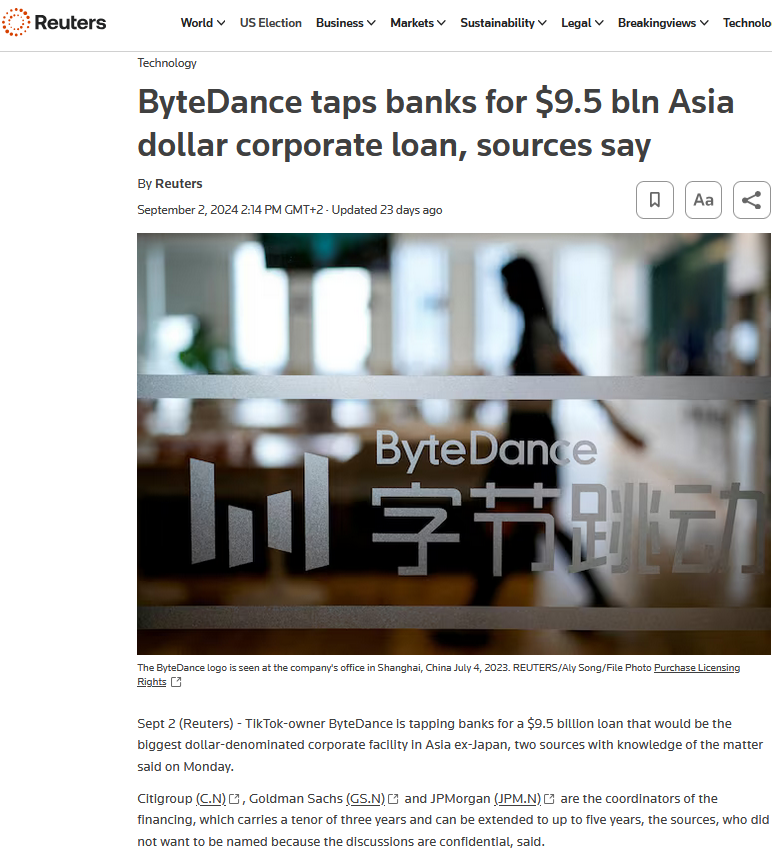 Reuters
World
US Election
Business
Markets
Sustainability
Legal
Breakingviews
Technolo
Technology
ByteDance taps banks for $9.5 bln Asia
dollar corporate loan, sources say
By Reuters
September 2, 2024 2:14 PM GMT+2 · Updated 23 days ago
Aa
ByteDance
字节跳动
The ByteDance logo is seen at the company's office in Shanghai, China July 4, 2023. REUTERS/Aly Song/File Photo Purchase Licensing
Rights
Sept 2 (Reuters) - TikTok-owner ByteDance is tapping banks for a $9.5 billion loan that would be the
biggest dollar-denominated corporate facility in Asia ex-Japan, two sources with knowledge of the matter
said on Monday.
Citigroup (C.N), Goldman Sachs (GS.N) and JPMorgan (JPM.N) are the coordinators of the
financing, which carries a tenor of three years and can be extended to up to five years, the sources, who did
not want to be named because the discussions are confidential, said.